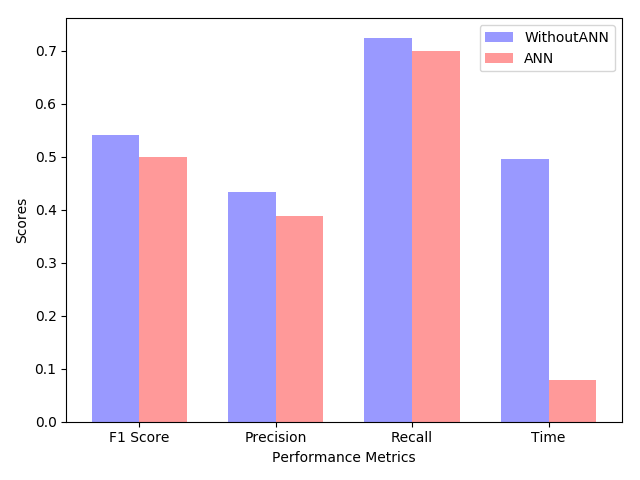 WithoutANN
ANN
Scores
0.7
0.6
0.5
0.4
0.3
0.2
0.1
0.0
F1 Score Precision Recall Time
Performance Metrics